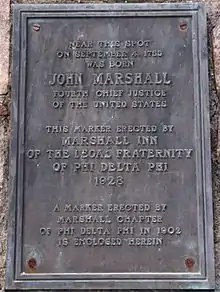 NEAR THIS SPOT
ON SEPTEMBER 4, 1755
WAS BORN
JOHN MARSHALL
FOURTH CHIEF JUSTICE
OF THE UNITED STATES
THIS MARKER ERECTED BY
MARSHALL INN
OF THE LEGAL FRATERNITY
OF PHI DELTA PHI
1928
A MARKER ERECTED BY
MARSHALL CHAPTER
OF PHI DELTA PHI IN 1902
IS ENCLOSED HEREIN